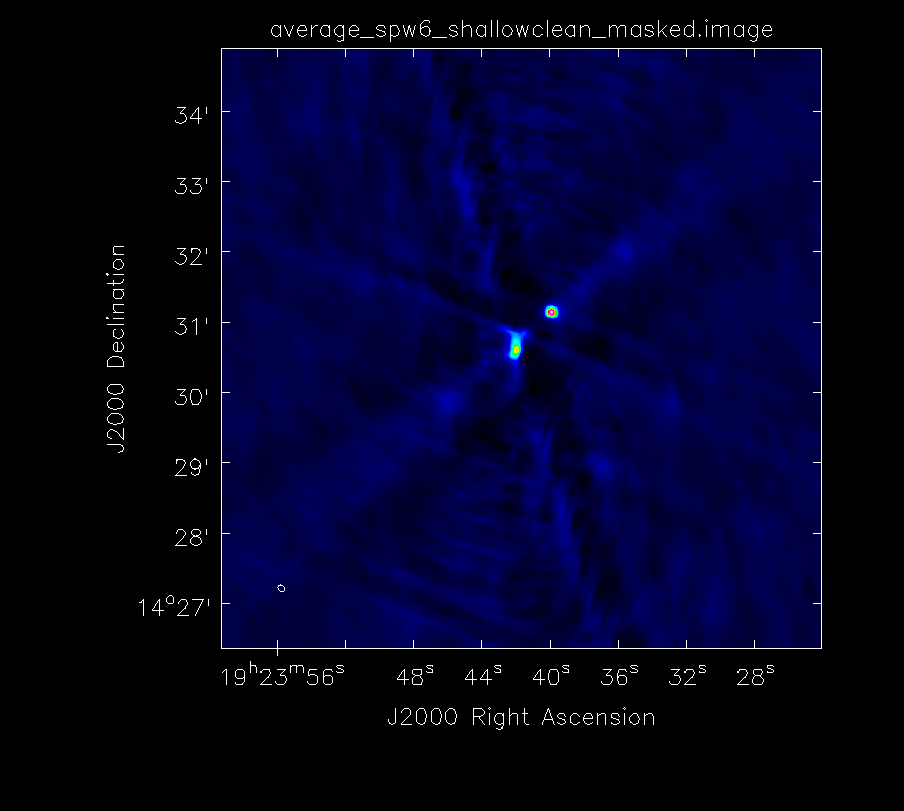 average_spw6_shallowclean_masked.image
34'
33'
32'
31'
30'
29'
28'
14°27'
J2000 Declination
19ʰ23ᵐ56ˢ 48ˢ 44ˢ 40ˢ 36ˢ 32ˢ 28ˢ
J2000 Right Ascension